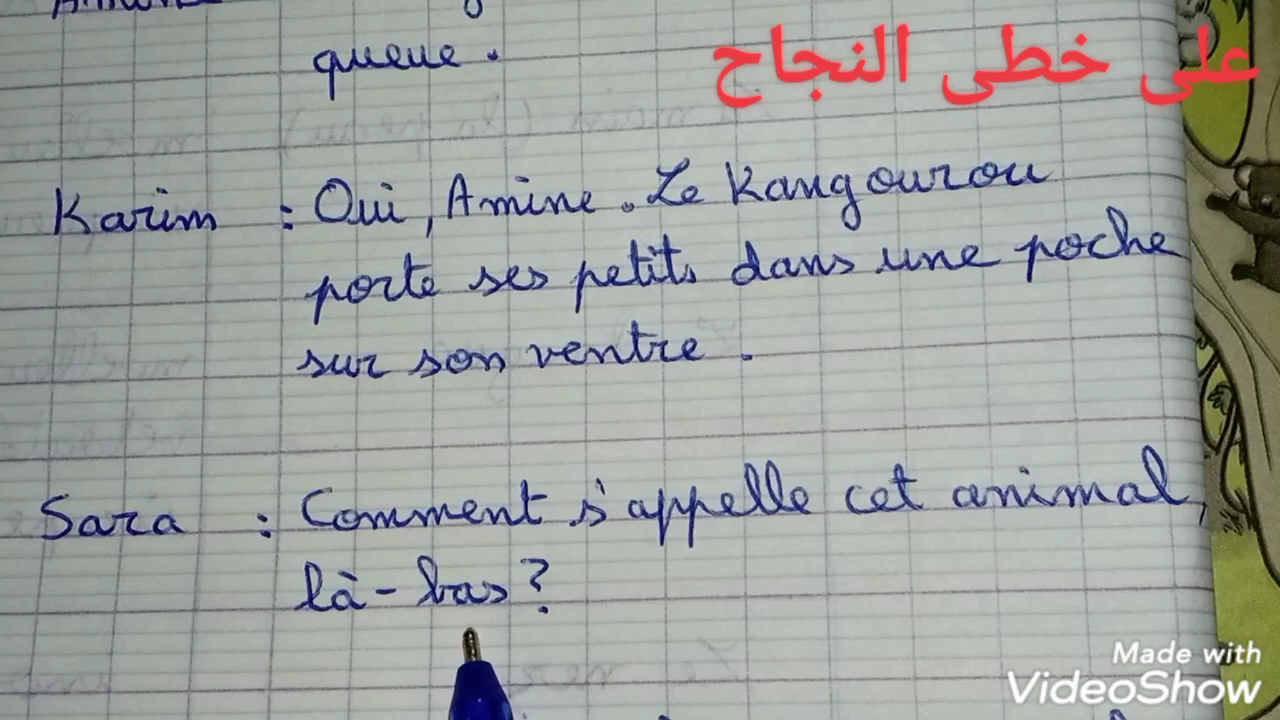 queue.
على خطى النجاح
Karim : Oui, Amine. Le Kangourou
porte ses petits dans une poche
sur son ventre.
Sara : Comment s'appelle cet animal,
là-bas?
Made with
VideoShow